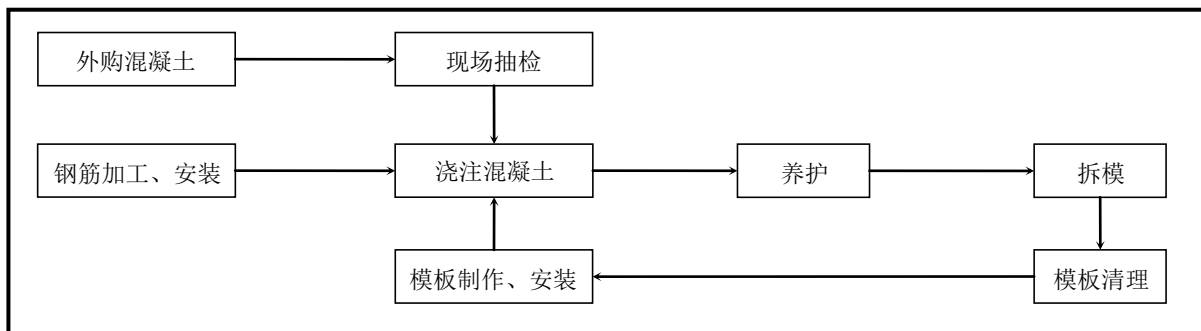 外购混凝土
现场抽检
钢筋加工、安装
浇注混凝土
养护
拆模
模板制作、安装
模板清理